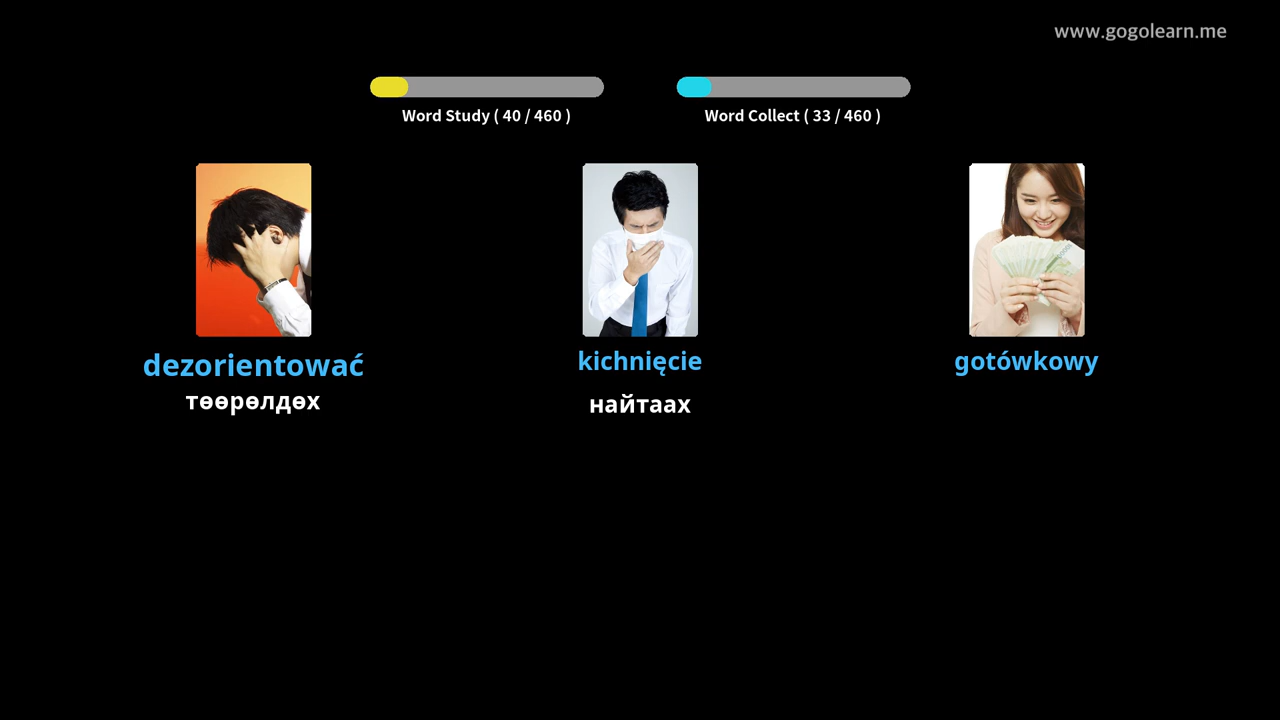 www.gogolearn.me
Word Study ( 40 / 460 )
Word Collect ( 33 / 460 )
dezorientować
төөрөлдөх
kichnięcie
найтаах
gotówkowy